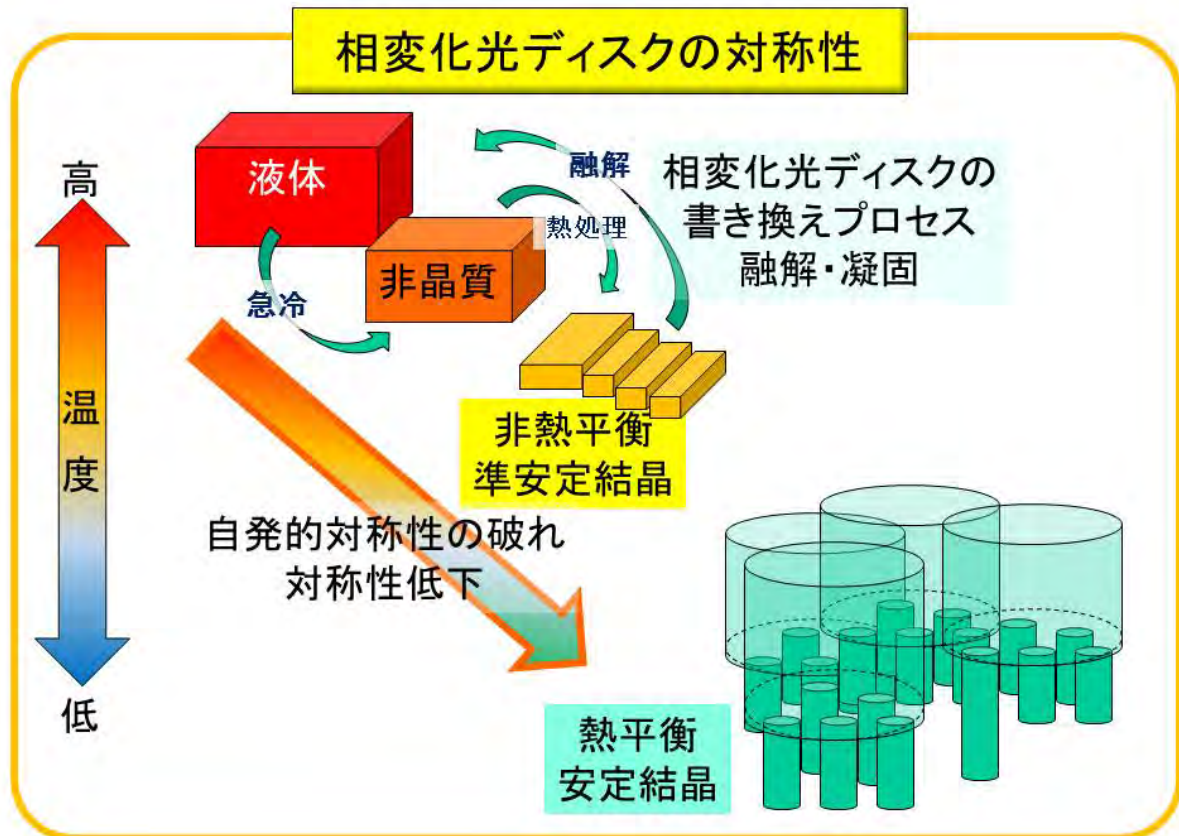 相変化光ディスクの対称性
高
温
度
低
液体
急冷
非晶質
融解
熱処理
相変化光ディスクの
書き換えプロセス
融解・凝固
非熱平衡
準安定結晶
自発的対称性の破れ
対称性低下
熱平衡
安定結晶